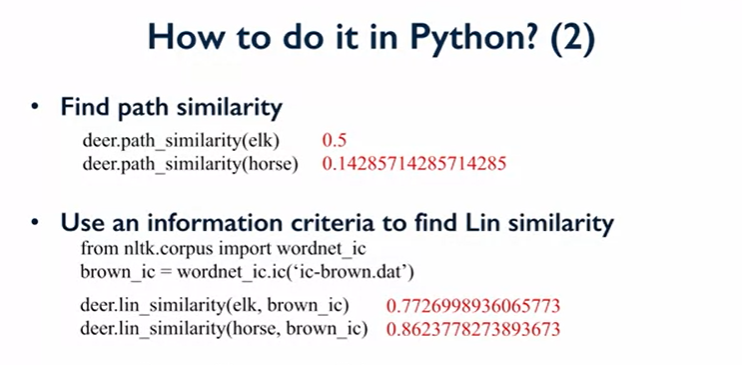 How to do it in Python? (2)
• Find path similarity
deer.path_similarity(elk) 0.5
deer.path_similarity(horse) 0.14285714285714285
• Use an information criteria to find Lin similarity
from nltk.corpus import wordnet_ic
brown_ic = wordnet_ic.ic(‘ic-brown.dat’)
deer.lin_similarity(elk, brown_ic) 0.7726998936065773
deer.lin_similarity(horse, brown_ic) 0.8623778273893673